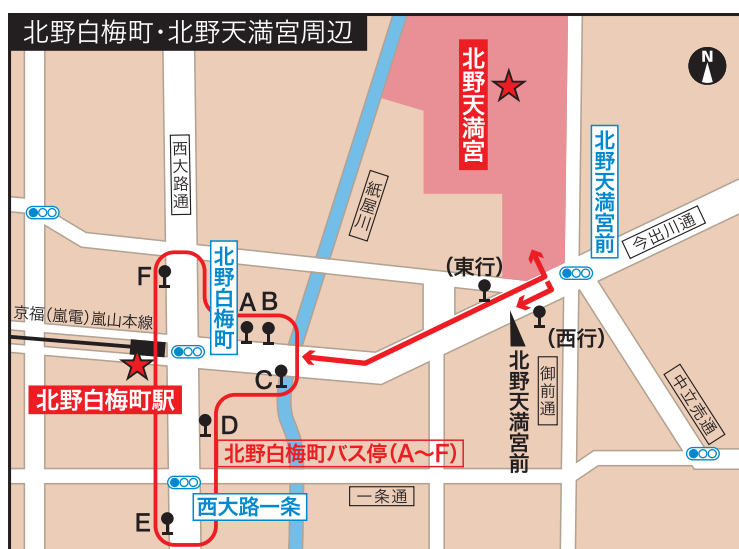 北野白梅町・北野天満宮周辺
N
北野天満宮
西大路通
紙屋川
北野天満宮前
今出川通
北野白梅町
(東行)
F
A B
京福(嵐電)嵐山本線
(西行)
C
北野白梅町駅
北野天満宮前
御前通
中立売通
D
北野白梅町バス停(A〜F)
一条通
西大路一条
E